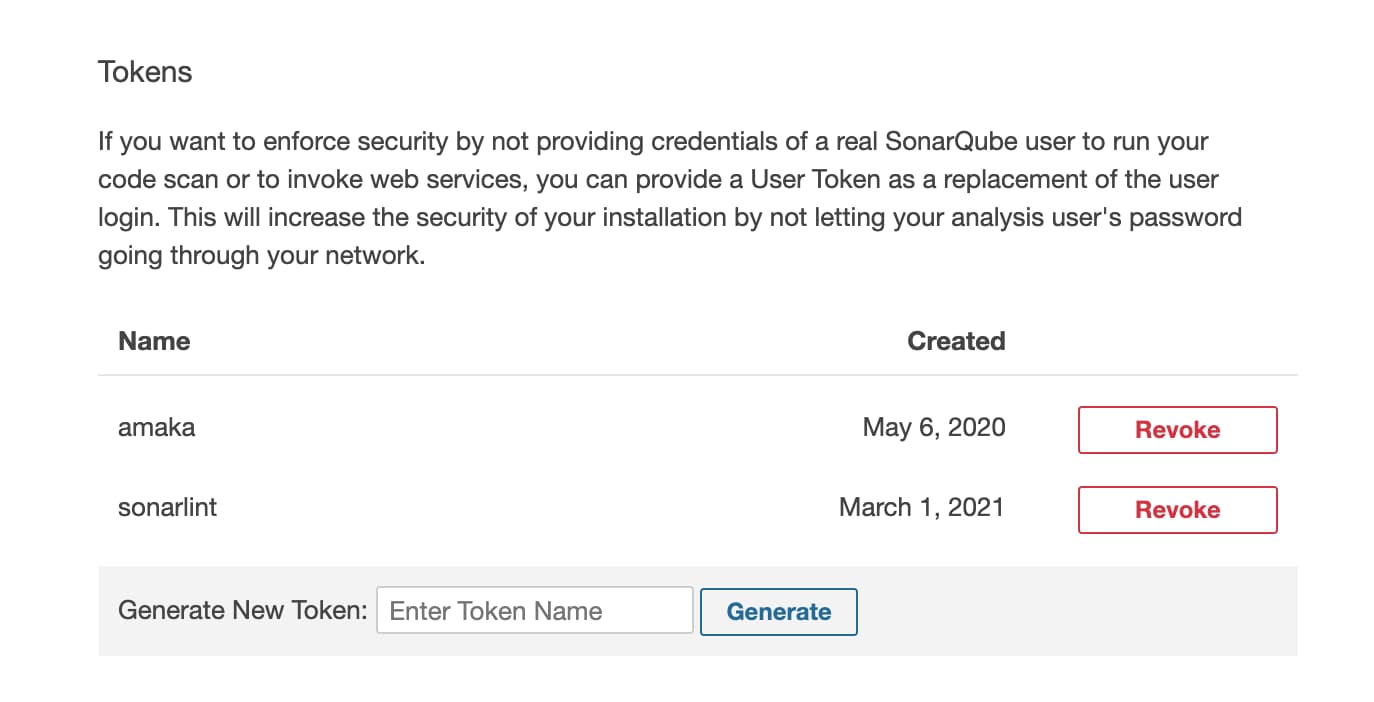 Tokens
If you want to enforce security by not providing credentials of a real SonarQube user to run your
code scan or to invoke web services, you can provide a User Token as a replacement of the user
login. This will increase the security of your installation by not letting your analysis user's password
going through your network.
Name Created
amaka May 6, 2020 Revoke
sonarlint March 1, 2021 Revoke
Generate New Token: Enter Token Name Generate